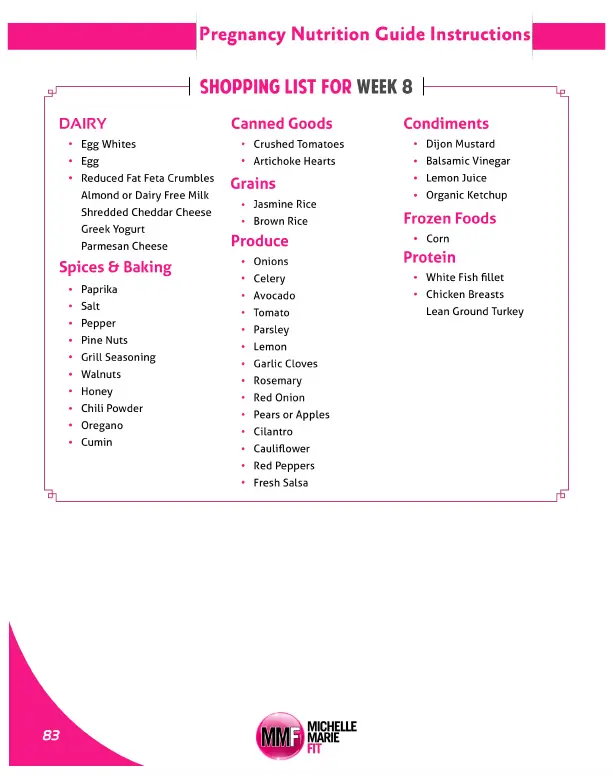 Pregnancy Nutrition Guide Instructions
SHOPPING LIST FOR WEEK 8
DAIRY
• Egg Whites
• Egg
• Reduced Fat Feta Crumbles
Almond or Dairy Free Milk
Shredded Cheddar Cheese
Greek Yogurt
Parmesan Cheese
Spices & Baking
• Paprika
• Salt
• Pepper
• Pine Nuts
• Grill Seasoning
• Walnuts
• Honey
• Chili Powder
• Oregano
• Cumin
Canned Goods
• Crushed Tomatoes
• Artichoke Hearts
Grains
• Jasmine Rice
• Brown Rice
Produce
• Onions
• Celery
• Avocado
• Tomato
• Parsley
• Lemon
• Garlic Cloves
• Rosemary
• Red Onion
• Pears or Apples
• Cilantro
• Cauliflower
• Red Peppers
• Fresh Salsa
Condiments
• Dijon Mustard
• Balsamic Vinegar
• Lemon Juice
• Organic Ketchup
Frozen Foods
• Corn
Protein
• White Fish fillet
• Chicken Breasts
Lean Ground Turkey
83
MMF
MICHELLE
MARIE
FIT